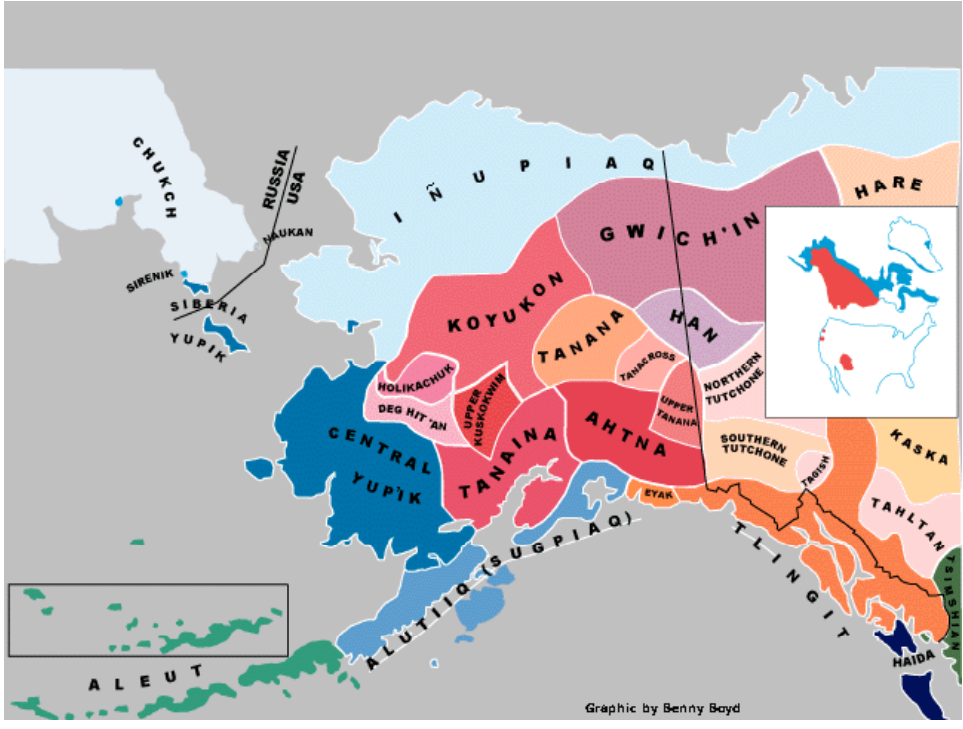 CHUKCH
RUSSIA
USA
NAUKAN
SIRENIK
SIBERIA
YUPIK
IÑUPIAQ
HARE
GWICH'IN
KOYUKON
TANANA
HAN
TANACROSS
NORTHERN
TUTCHONE
HOLIKACHUK
DEG HIT'AN
UPPER
KUSKOKWIM
UPPER
TANANA
CENTRAL
YUP'IK
TANAINA
AHTNA
SOUTHERN
TUTCHONE
TAGISH
KASKA
TAHLTAN
EYAK
TLINGIT
TSIMSHIAN
ALUTIIQ (SUGPIAQ)
ALEUT
HAIDA
Graphic by Benny Boyd